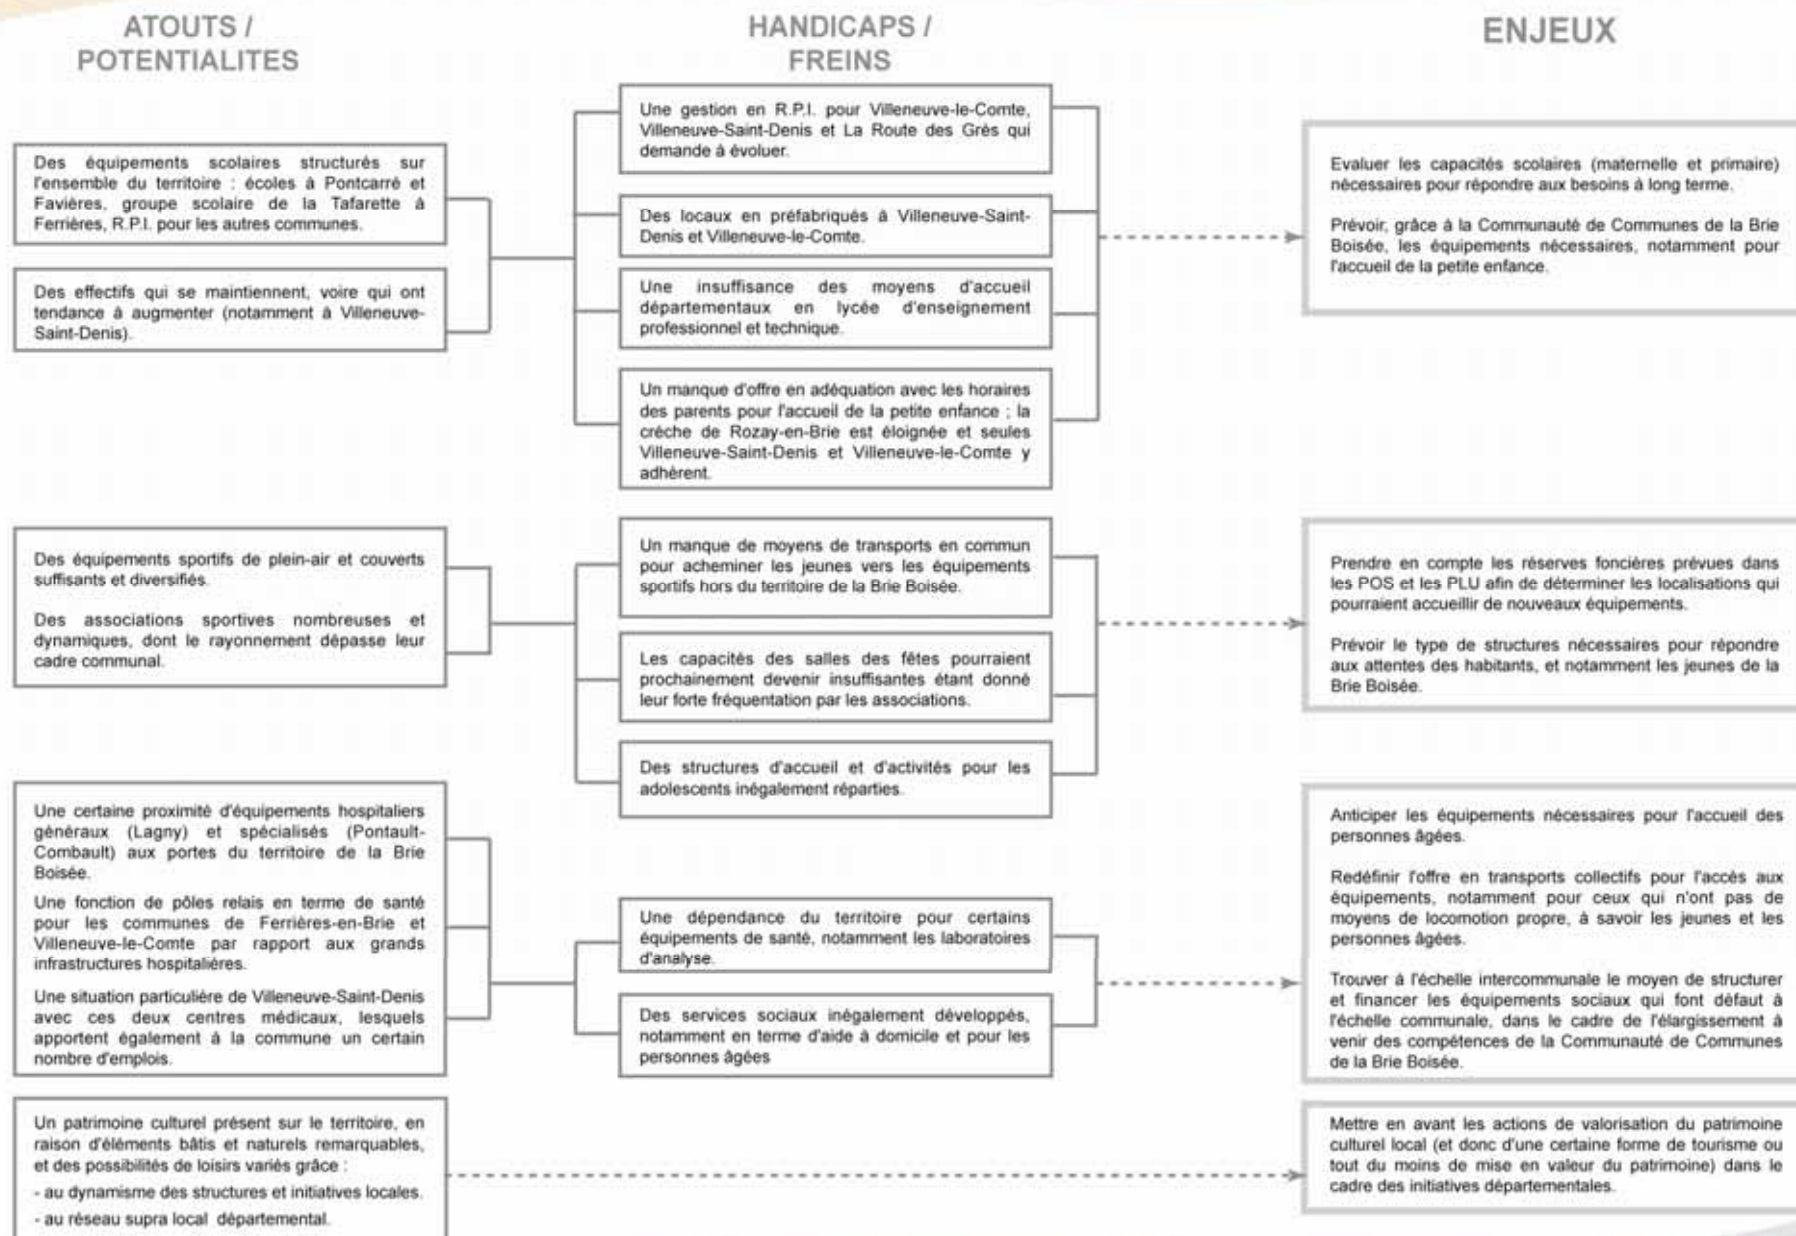 ATOUTS /
POTENTIALITES
Des équipements scolaires structurés sur
l'ensemble du territoire : écoles à Pontcarré et
Favières, groupe scolaire de la Tafarette à
Ferrières, R.P.I. pour les autres communes.
Des effectifs qui se maintiennent, voire qui ont
tendance à augmenter (notamment à Villeneuve-
Saint-Denis).
Des équipements sportifs de plein-air et couverts
suffisants et diversifiés.
Des associations sportives nombreuses et
dynamiques, dont le rayonnement dépasse leur
cadre communal.
Une certaine proximité d'équipements hospitaliers
généraux (Lagny) et spécialisés (Pontault-
Combault) aux portes du territoire de la Brie
Boisée.
Une fonction de pôles relais en terme de santé
pour les communes de Ferrières-en-Brie et
Villeneuve-le-Comte par rapport aux grands
infrastructures hospitalières.
Une situation particulière de Villeneuve-Saint-Denis
avec ces deux centres médicaux, lesquels
apportent également à la commune un certain
nombre d'emplois.
Un patrimoine culturel présent sur le territoire, en
raison d'éléments bâtis et naturels remarquables,
et des possibilités de loisirs variés grâce :
- au dynamisme des structures et initiatives locales.
- au réseau supra local départemental.
HANDICAPS /
FREINS
Une gestion en R.P.I. pour Villeneuve-le-Comte,
Villeneuve-Saint-Denis et La Route des Grès qui
demande à évoluer.
Des locaux en préfabriqués à Villeneuve-Saint-
Denis et Villeneuve-le-Comte.
Une insuffisance des moyens d'accueil
départementaux en lycée d'enseignement
professionnel et technique.
Un manque d'offre en adéquation avec les horaires
des parents pour l'accueil de la petite enfance ; la
crèche de Rozay-en-Brie est éloignée et seules
Villeneuve-Saint-Denis et Villeneuve-le-Comte y
adhèrent.
Un manque de moyens de transports en commun
pour acheminer les jeunes vers les équipements
sportifs hors du territoire de la Brie Boisée.
Les capacités des salles des fêtes pourraient
prochainement devenir insuffisantes étant donné
leur forte fréquentation par les associations.
Des structures d'accueil et d'activités pour les
adolescents inégalement réparties.
Une dépendance du territoire pour certains
équipements de santé, notamment les laboratoires
d'analyse.
Des services sociaux inégalement développés,
notamment en terme d'aide à domicile et pour les
personnes âgées
ENJEUX
Evaluer les capacités scolaires (maternelle et primaire)
nécessaires pour répondre aux besoins à long terme.
Prévoir, grâce à la Communauté de Communes de la Brie
Boisée, les équipements nécessaires, notamment pour
l'accueil de la petite enfance.
Prendre en compte les réserves foncières prévues dans
les POS et les PLU afin de déterminer les localisations qui
pourraient accueillir de nouveaux équipements.
Prévoir le type de structures nécessaires pour répondre
aux attentes des habitants, et notamment les jeunes de la
Brie Boisée.
Anticiper les équipements nécessaires pour l'accueil des
personnes âgées.
Redéfinir l'offre en transports collectifs pour l'accès aux
équipements, notamment pour ceux qui n'ont pas de
moyens de locomotion propre, à savoir les jeunes et les
personnes âgées.
Trouver à l'échelle intercommunale le moyen de structurer
et financer les équipements sociaux qui font défaut à
l'échelle communale, dans le cadre de l'élargissement à
venir des compétences de la Communauté de Communes
de la Brie Boisée.
Mettre en avant les actions de valorisation du patrimoine
culturel local (et donc d'une certaine forme de tourisme ou
tout du moins de mise en valeur du patrimoine) dans le
cadre des initiatives départementales.